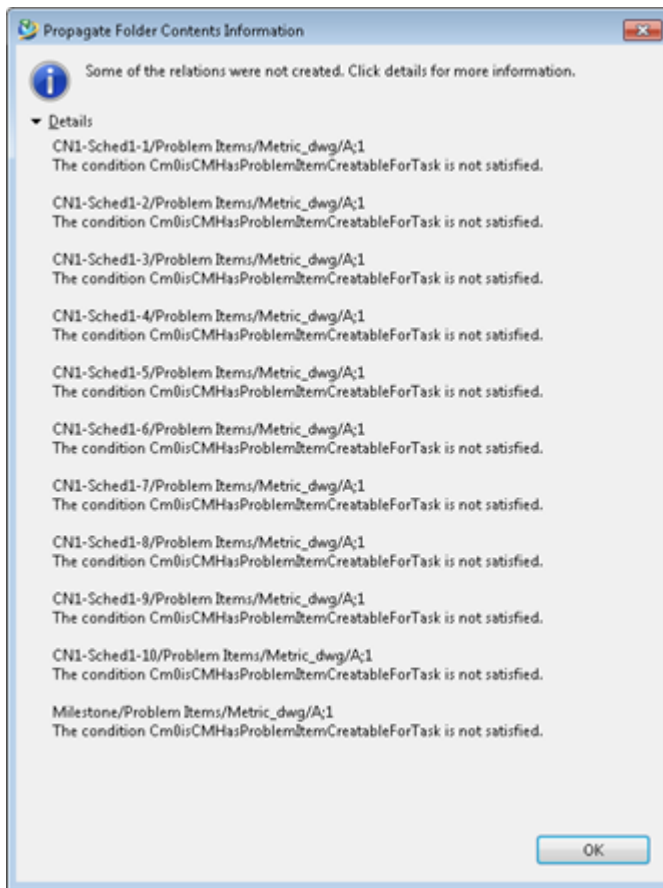 Propagate Folder Contents Information
Some of the relations were not created. Click details for more information.
Details
CN1-Sched1-1/Problem Items/Metric_dwg/A;1
The condition Cm0isCMHasProblemItemCreatableForTask is not satisfied.
CN1-Sched1-2/Problem Items/Metric_dwg/A;1
The condition Cm0isCMHasProblemItemCreatableForTask is not satisfied.
CN1-Sched1-3/Problem Items/Metric_dwg/A;1
The condition Cm0isCMHasProblemItemCreatableForTask is not satisfied.
CN1-Sched1-4/Problem Items/Metric_dwg/A;1
The condition Cm0isCMHasProblemItemCreatableForTask is not satisfied.
CN1-Sched1-5/Problem Items/Metric_dwg/A;1
The condition Cm0isCMHasProblemItemCreatableForTask is not satisfied.
CN1-Sched1-6/Problem Items/Metric_dwg/A;1
The condition Cm0isCMHasProblemItemCreatableForTask is not satisfied.
CN1-Sched1-7/Problem Items/Metric_dwg/A;1
The condition Cm0isCMHasProblemItemCreatableForTask is not satisfied.
CN1-Sched1-8/Problem Items/Metric_dwg/A;1
The condition Cm0isCMHasProblemItemCreatableForTask is not satisfied.
CN1-Sched1-9/Problem Items/Metric_dwg/A;1
The condition Cm0isCMHasProblemItemCreatableForTask is not satisfied.
CN1-Sched1-10/Problem Items/Metric_dwg/A;1
The condition Cm0isCMHasProblemItemCreatableForTask is not satisfied.
Milestone/Problem Items/Metric_dwg/A;1
The condition Cm0isCMHasProblemItemCreatableForTask is not satisfied.
OK